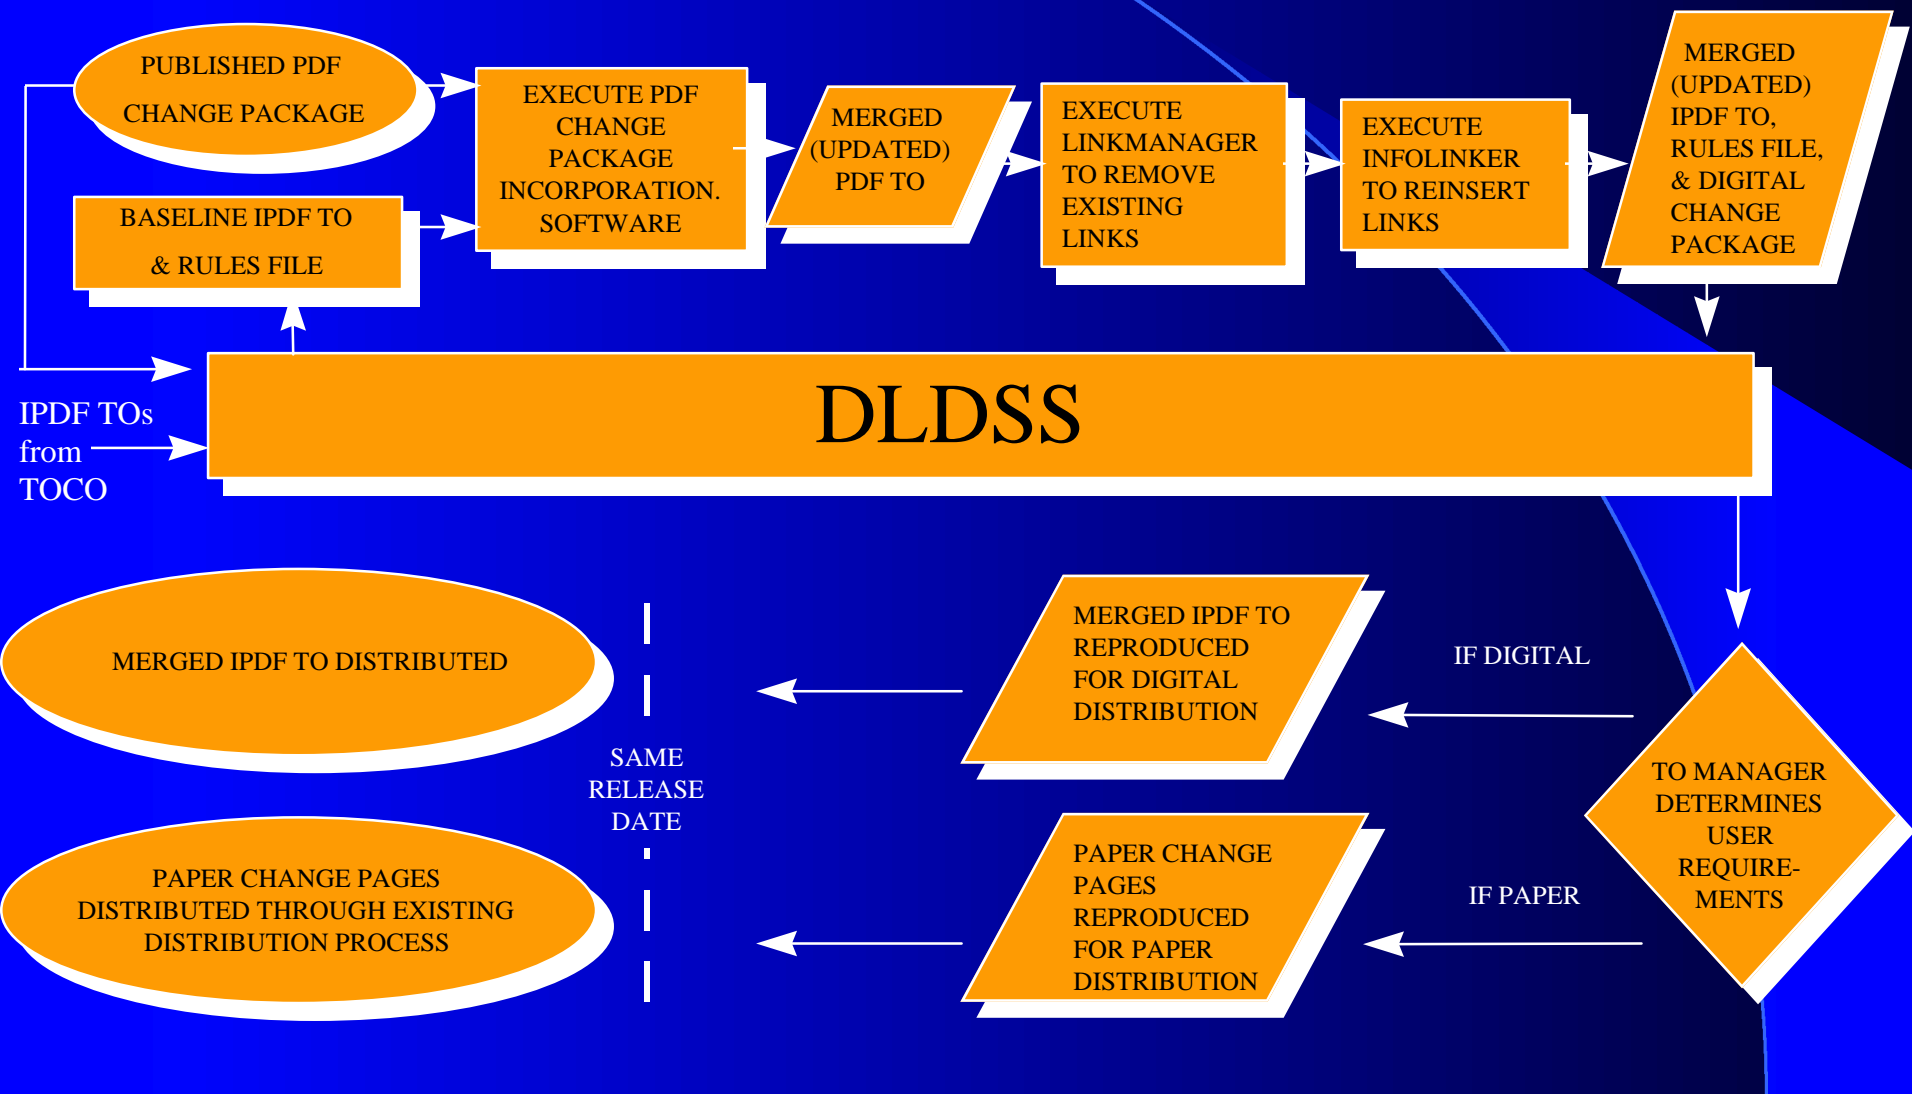 PUBLISHED PDF
CHANGE PACKAGE
BASELINE IPDF TO
& RULES FILE
EXECUTE PDF
CHANGE
PACKAGE
INCORPORATION.
SOFTWARE
MERGED
(UPDATED)
PDF TO
EXECUTE
LINKMANAGER
TO REMOVE
EXISTING
LINKS
EXECUTE
INFOLINKER
TO REINSERT
LINKS
MERGED
(UPDATED)
IPDF TO,
RULES FILE,
& DIGITAL
CHANGE
PACKAGE
IPDF TOs
from
TOCO
DLDSS
TO MANAGER
DETERMINES
USER
REQUIRE-
MENTS
IF DIGITAL
MERGED IPDF TO
REPRODUCED
FOR DIGITAL
DISTRIBUTION
MERGED IPDF TO DISTRIBUTED
SAME
RELEASE
DATE
IF PAPER
PAPER CHANGE
PAGES
REPRODUCED
FOR PAPER
DISTRIBUTION
PAPER CHANGE PAGES
DISTRIBUTED THROUGH EXISTING
DISTRIBUTION PROCESS